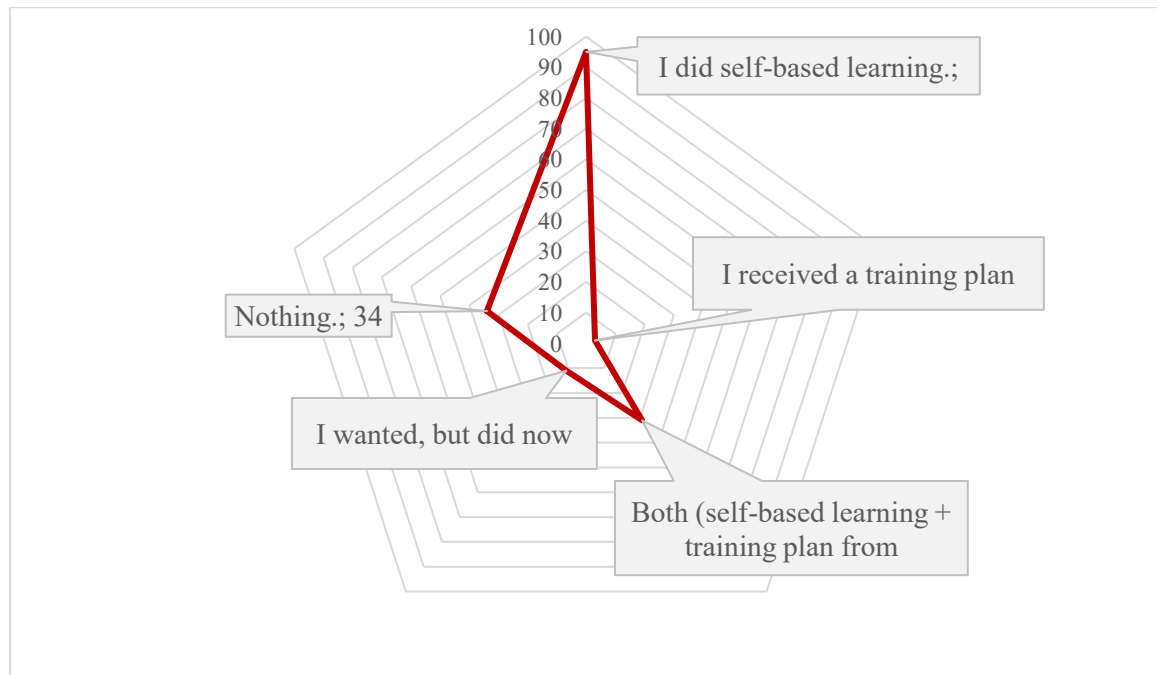 100
90
80
70
60
50
40
30
20
10
0
I did self-based learning.;
I received a training plan
Nothing.; 34
I wanted, but did now
Both (self-based learning +
training plan from